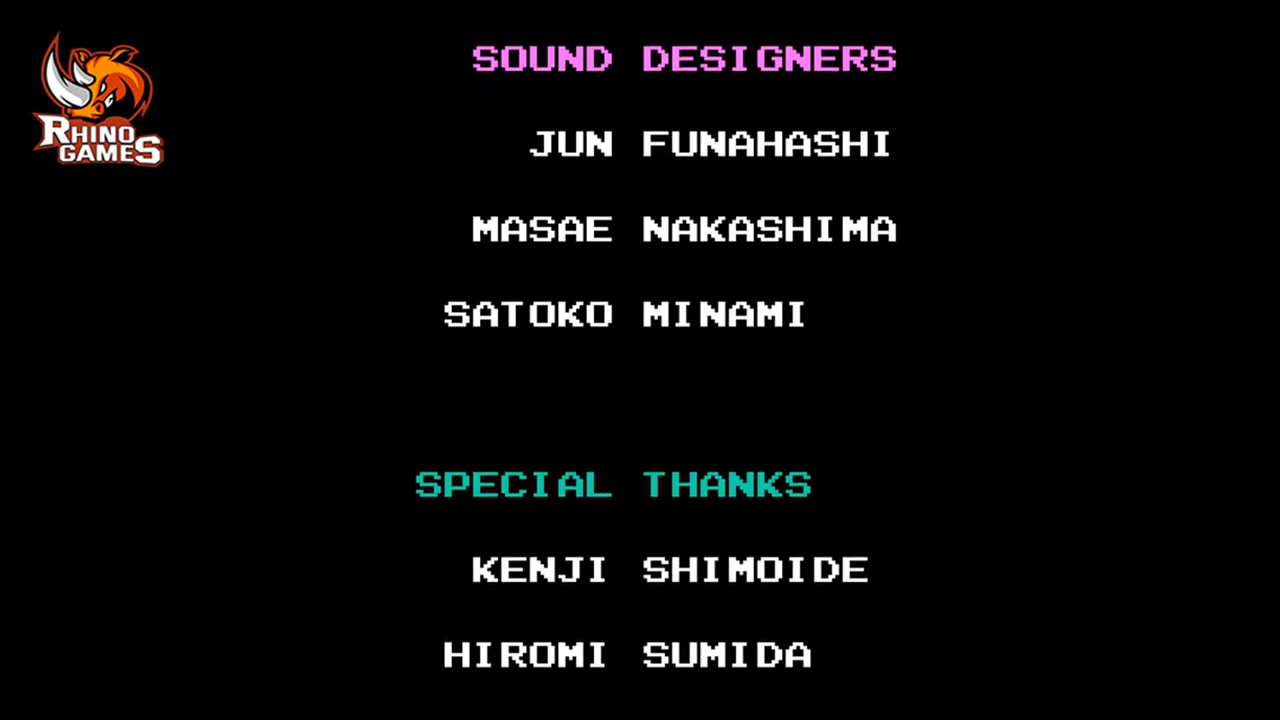 RHINO
GAMES
SOUND DESIGNERS
JUN FUNAHASHI
MASAE NAKASHIMA
SATOKO MINAMI
SPECIAL THANKS
KENJI SHIMOIDE
HIROMI SUMIDA